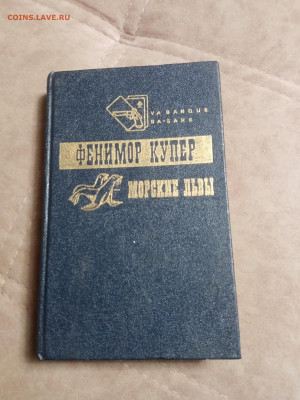 COINS.LAVE.RU
VA BANQUE
ВА-БАНК
ФЕНИМОР КУПЕР
МОРСКИЕ ЛЬВЫ